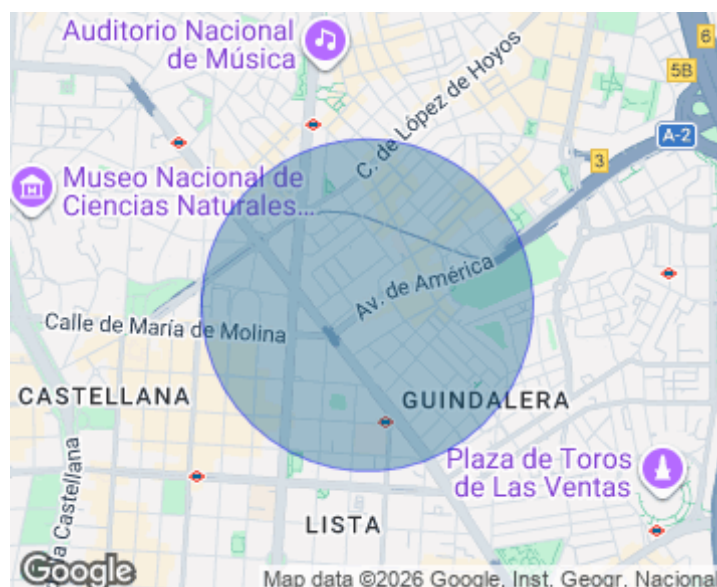 Auditorio Nacional
de Música
6
5B
A-2
3
C. de López de Hoyos
Museo Nacional de
Ciencias Naturales....
Av. de América
Calle de María de Molina
CASTELLANA
GUINDALERA
Plaza de Toros
de Las Ventas
la Castellana
LISTA
Google
Map data ©2026 Google, Inst. Geogr. Nacional